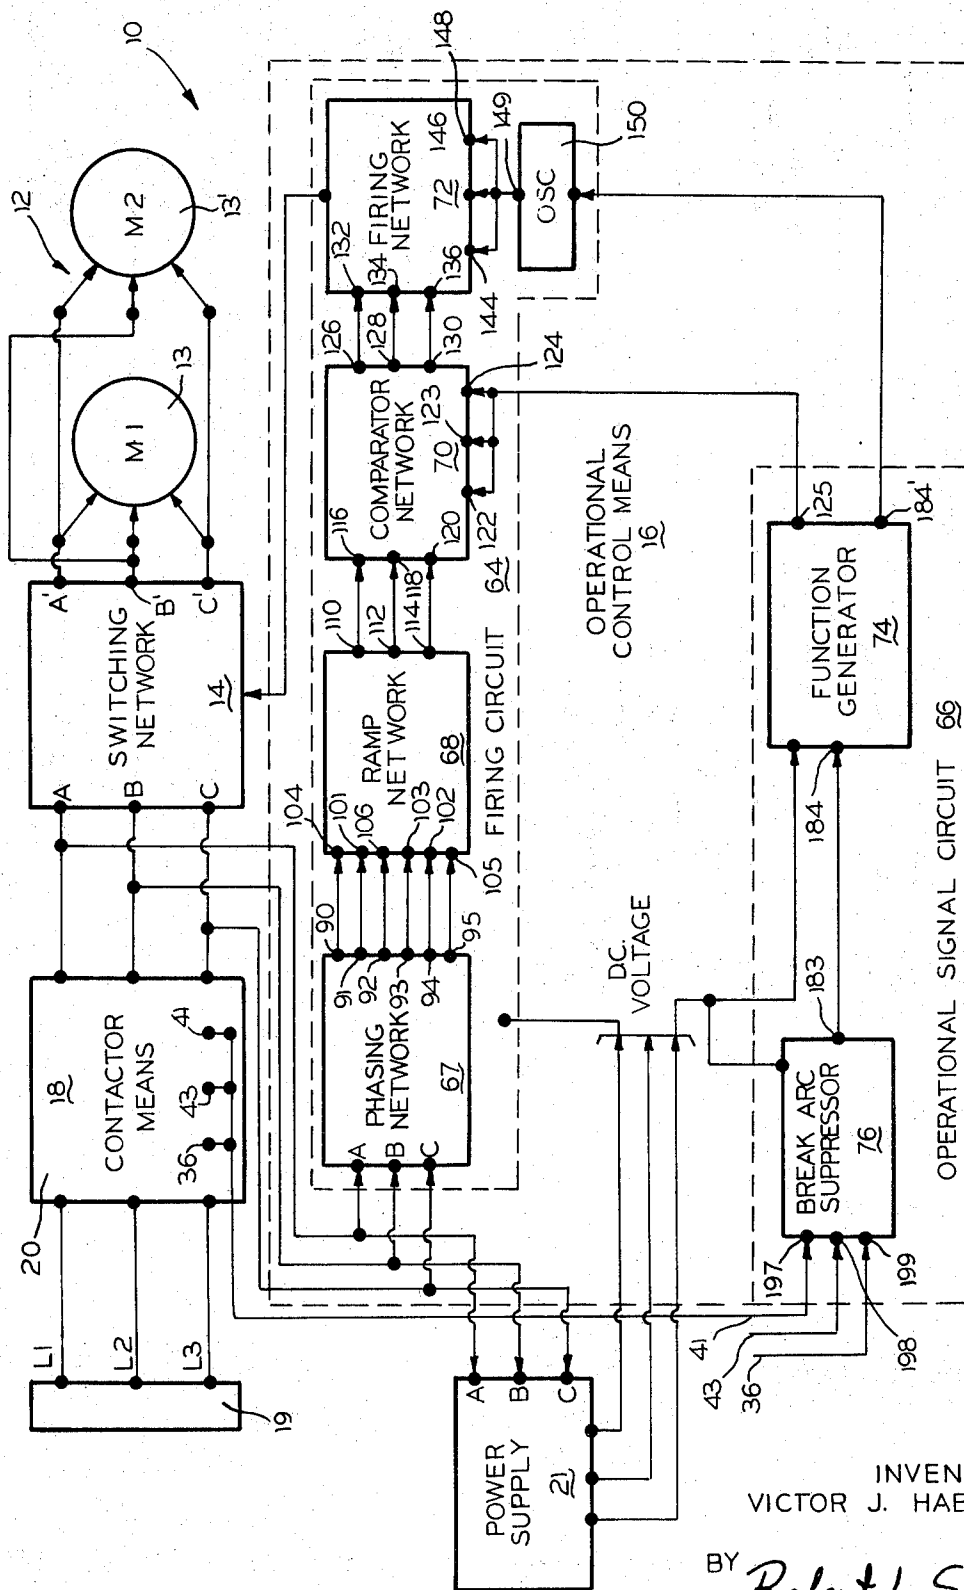 10
12
M1
13
M2
13'
19
L1
L2
L3
20
18
CONTACTOR
MEANS
36
43
41
A
B
C
SWITCHING
NETWORK
14
A'
B'
C'
A
B
C
PHASING
NETWORK
67
90
91
92
93
94
95
104
101
106
103
102
105
RAMP
NETWORK
68
110
112
114
116
118
120
COMPARATOR
NETWORK
70
122
123
124
126
128
130
132
134
136
FIRING
NETWORK
72
144
146
148
149
OSC
150
FIRING CIRCUIT 64
OPERATIONAL
CONTROL MEANS
16
POWER
SUPPLY
21
A
B
C
D.C.
VOLTAGE
41
43
36
197
198
199
BREAK ARC
SUPPRESSOR
76
183
184
FUNCTION
GENERATOR
74
125
184'
OPERATIONAL SIGNAL CIRCUIT 66
INVEN
VICTOR J. HAE
BY